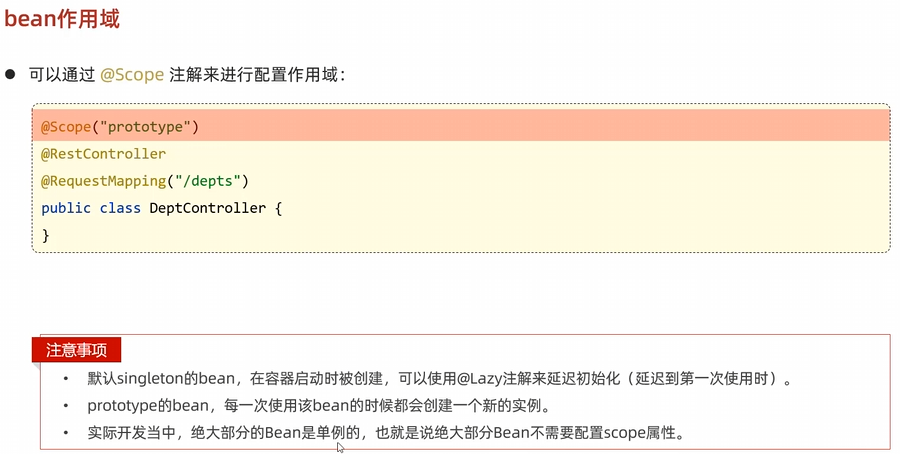 bean作用域
● 可以通过 @Scope 注解来进行配置作用域：
@Scope("prototype")
@RestController
@RequestMapping("/depts")
public class DeptController {
}
注意事项
• 默认singleton的bean，在容器启动时被创建，可以使用@Lazy注解来延迟初始化（延迟到第一次使用时）。
• prototype的bean，每一次使用该bean的时候都会创建一个新的实例。
• 实际开发当中，绝大部分的Bean是单例的，也就是说绝大部分Bean不需要配置scope属性。